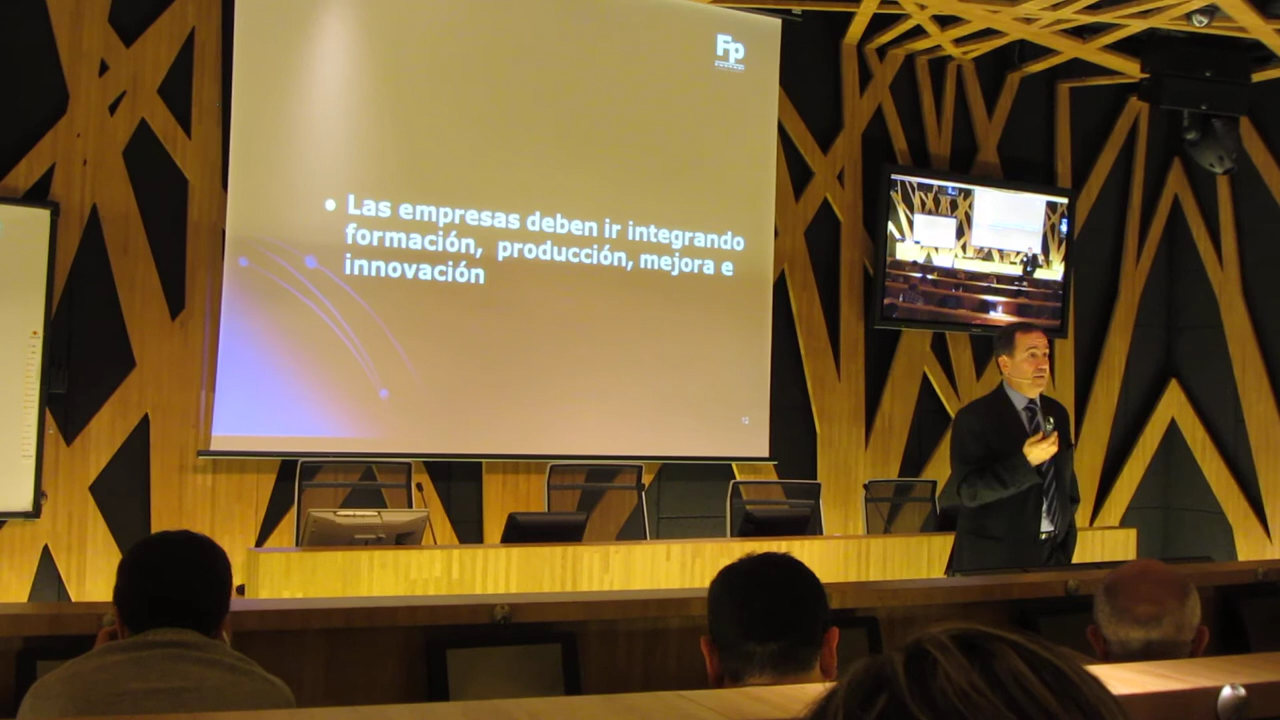 Fp
• Las empresas deben ir integrando
formación, producción, mejora e
innovación